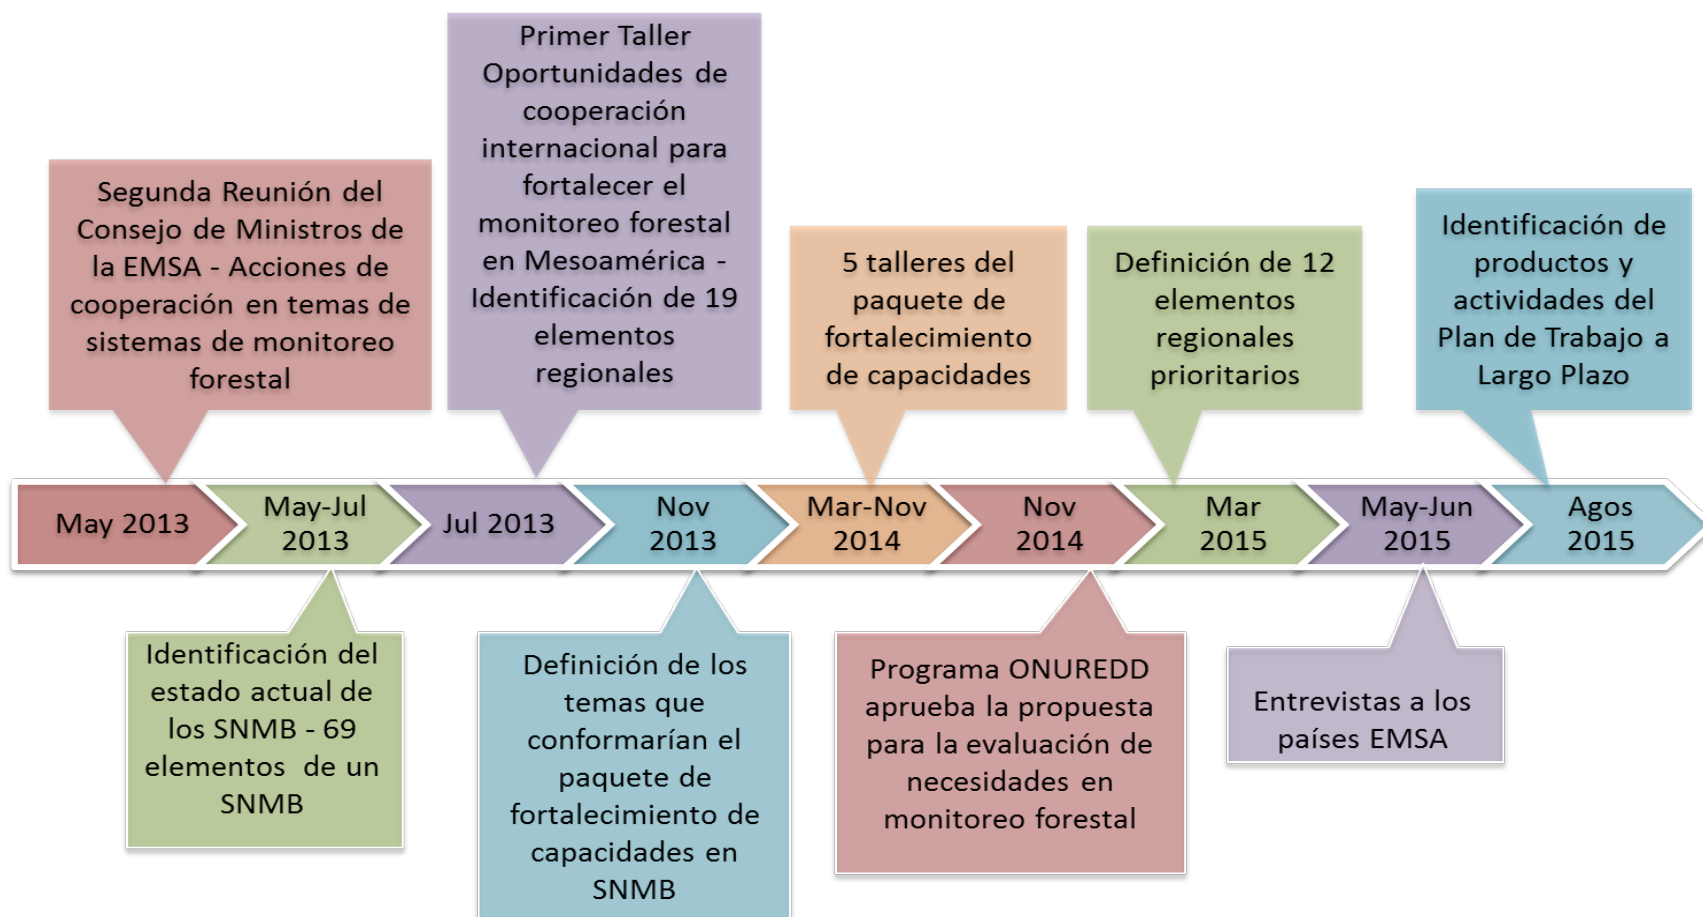 Segunda Reunión del
Consejo de Ministros de
la EMSA - Acciones de
cooperación en temas de
sistemas de monitoreo
forestal
Primer Taller
Oportunidades de
cooperación
internacional para
fortalecer el
monitoreo forestal
en Mesoamérica -
Identificación de 19
elementos
regionales
5 talleres del
paquete de
fortalecimiento
de capacidades
Definición de 12
elementos
regionales
prioritarios
Identificación de
productos y
actividades del
Plan de Trabajo a
Largo Plazo
May 2013
May-Jul
2013
Jul 2013
Nov
2013
Mar-Nov
2014
Nov
2014
Mar
2015
May-Jun
2015
Agos
2015
Identificación del
estado actual de
los SNMB - 69
elementos de un
SNMB
Definición de los
temas que
conformarían el
paquete de
fortalecimiento de
capacidades en
SNMB
Programa ONUREDD
aprueba la propuesta
para la evaluación de
necesidades en
monitoreo forestal
Entrevistas a los
países EMSA